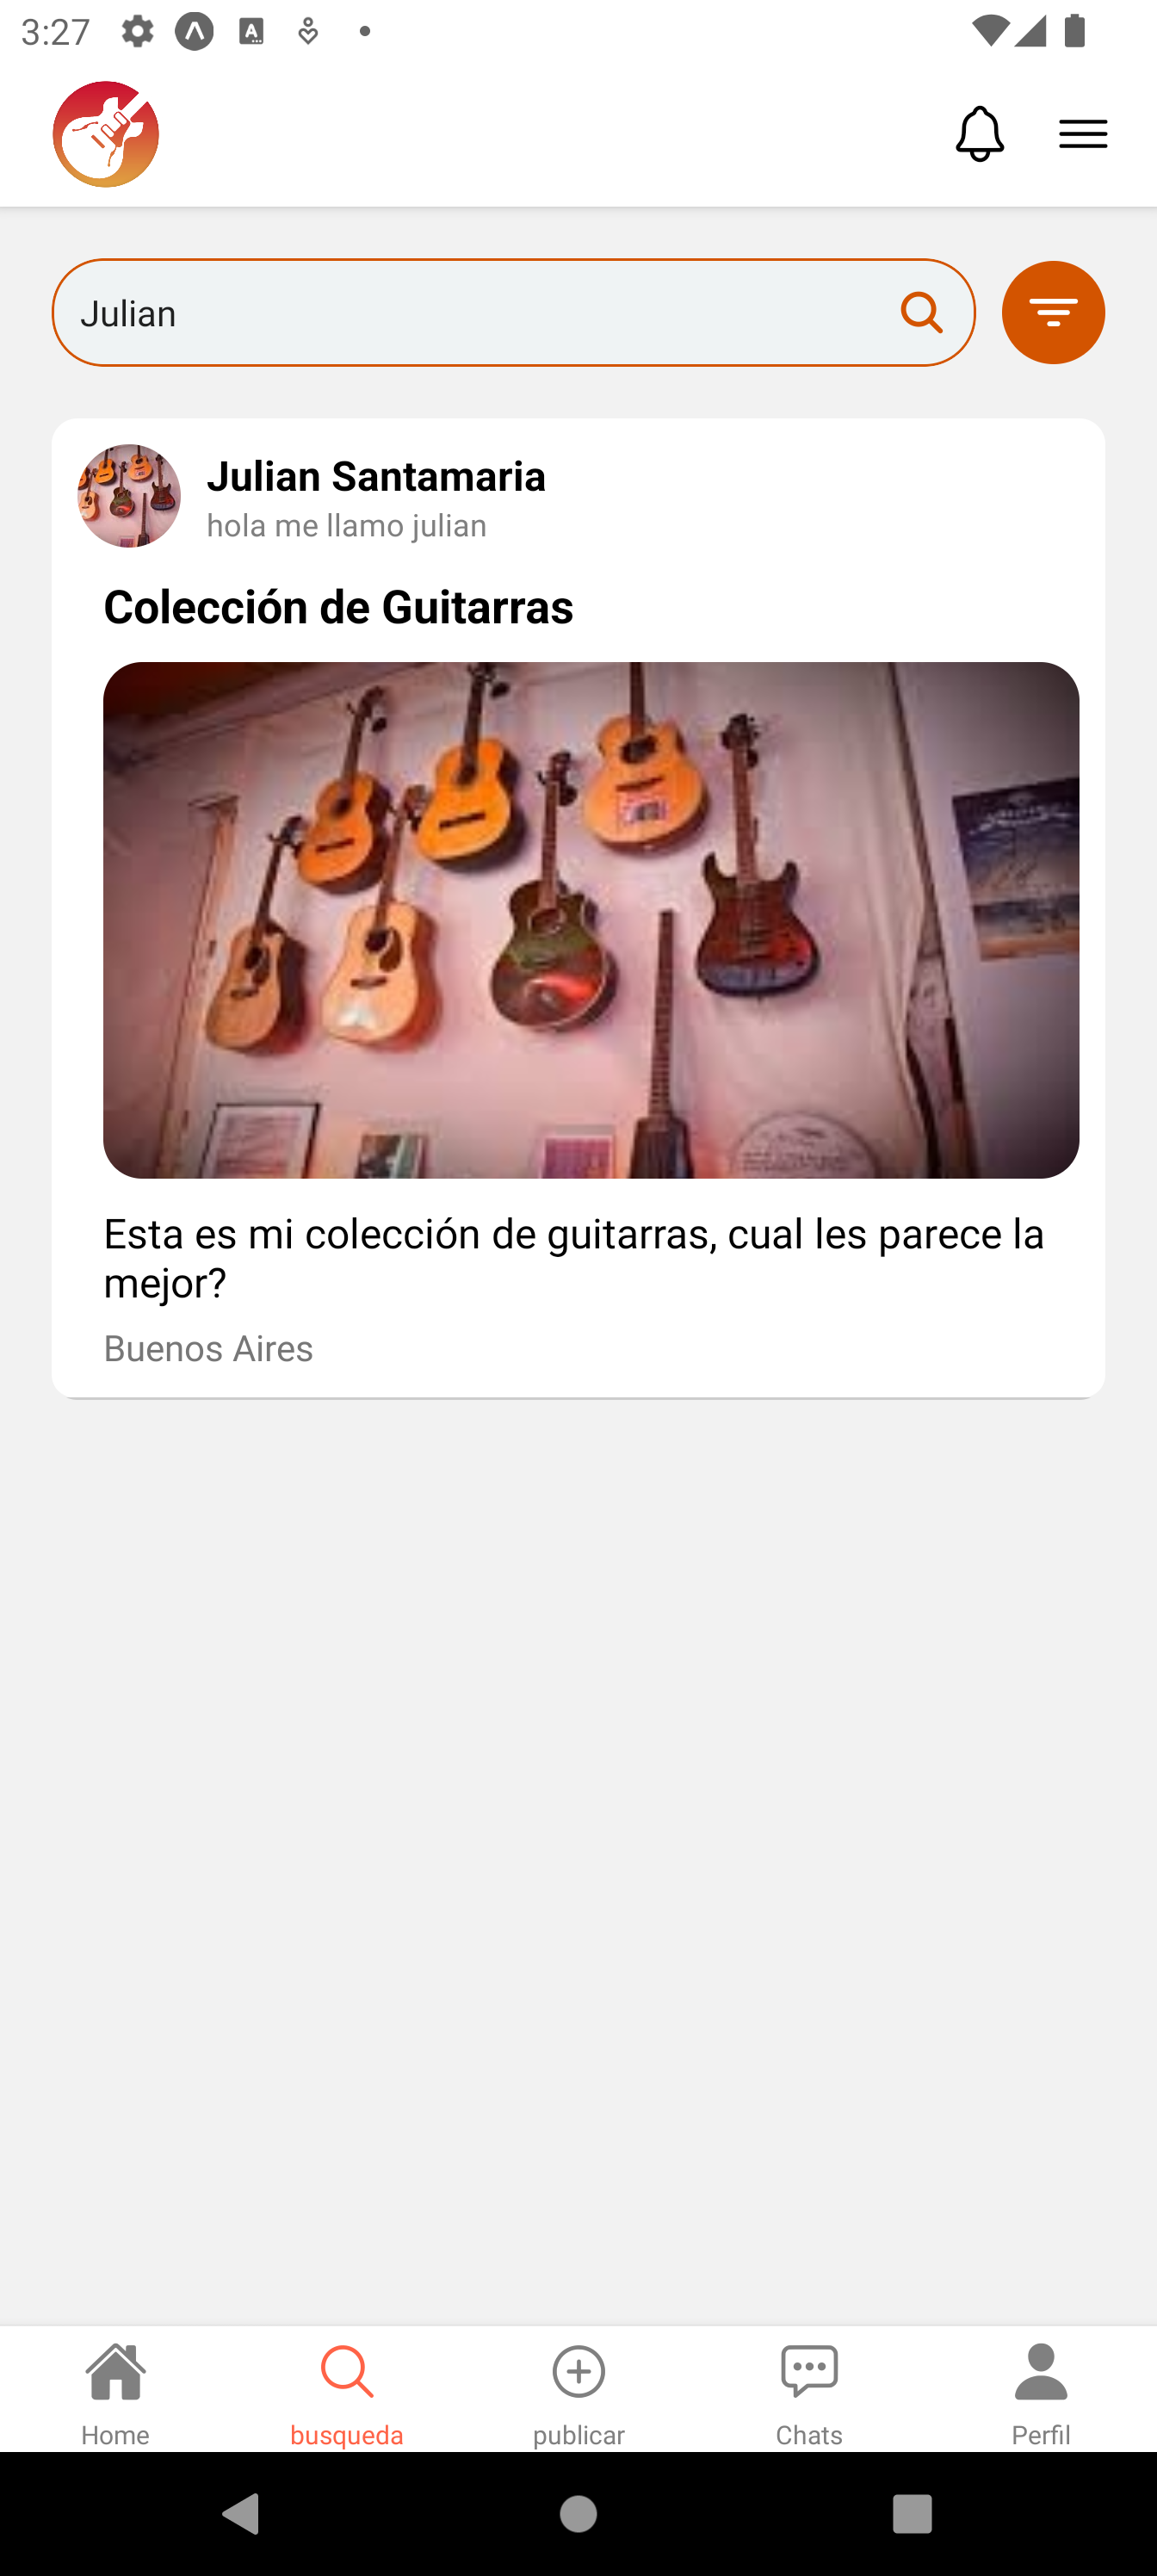 3:27
Julian
Julian Santamaria
hola me llamo julian
Colección de Guitarras
Esta es mi colección de guitarras, cual les parece la
mejor?
Buenos Aires
Home
busqueda
publicar
Chats
Perfil